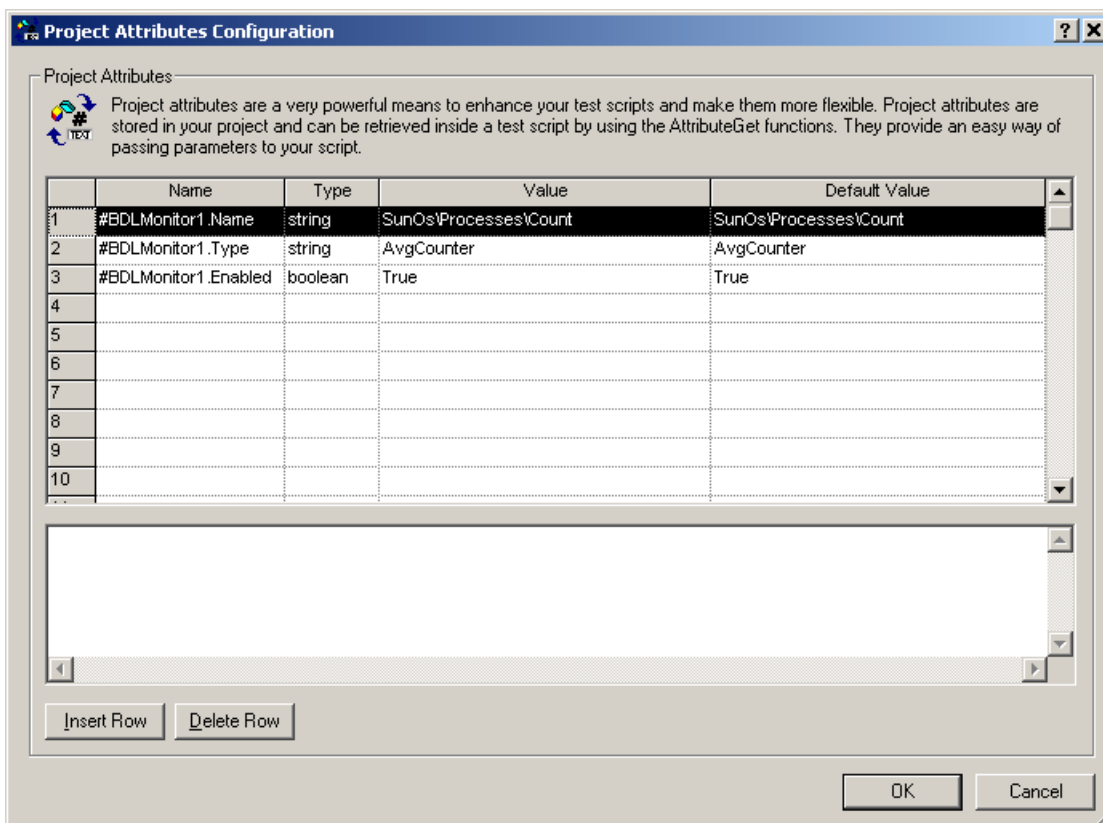 Project Attributes Configuration
Project Attributes
Project attributes are a very powerful means to enhance your test scripts and make them more flexible. Project attributes are
stored in your project and can be retrieved inside a test script by using the AttributeGet functions. They provide an easy way of
passing parameters to your script.
Name Type Value Default Value
1 #BDLMonitor1.Name string SunOs\Processes\Count SunOs\Processes\Count
2 #BDLMonitor1.Type string AvgCounter AvgCounter
3 #BDLMonitor1.Enabled boolean True True
4
5
6
7
8
9
10
Insert Row Delete Row
OK Cancel